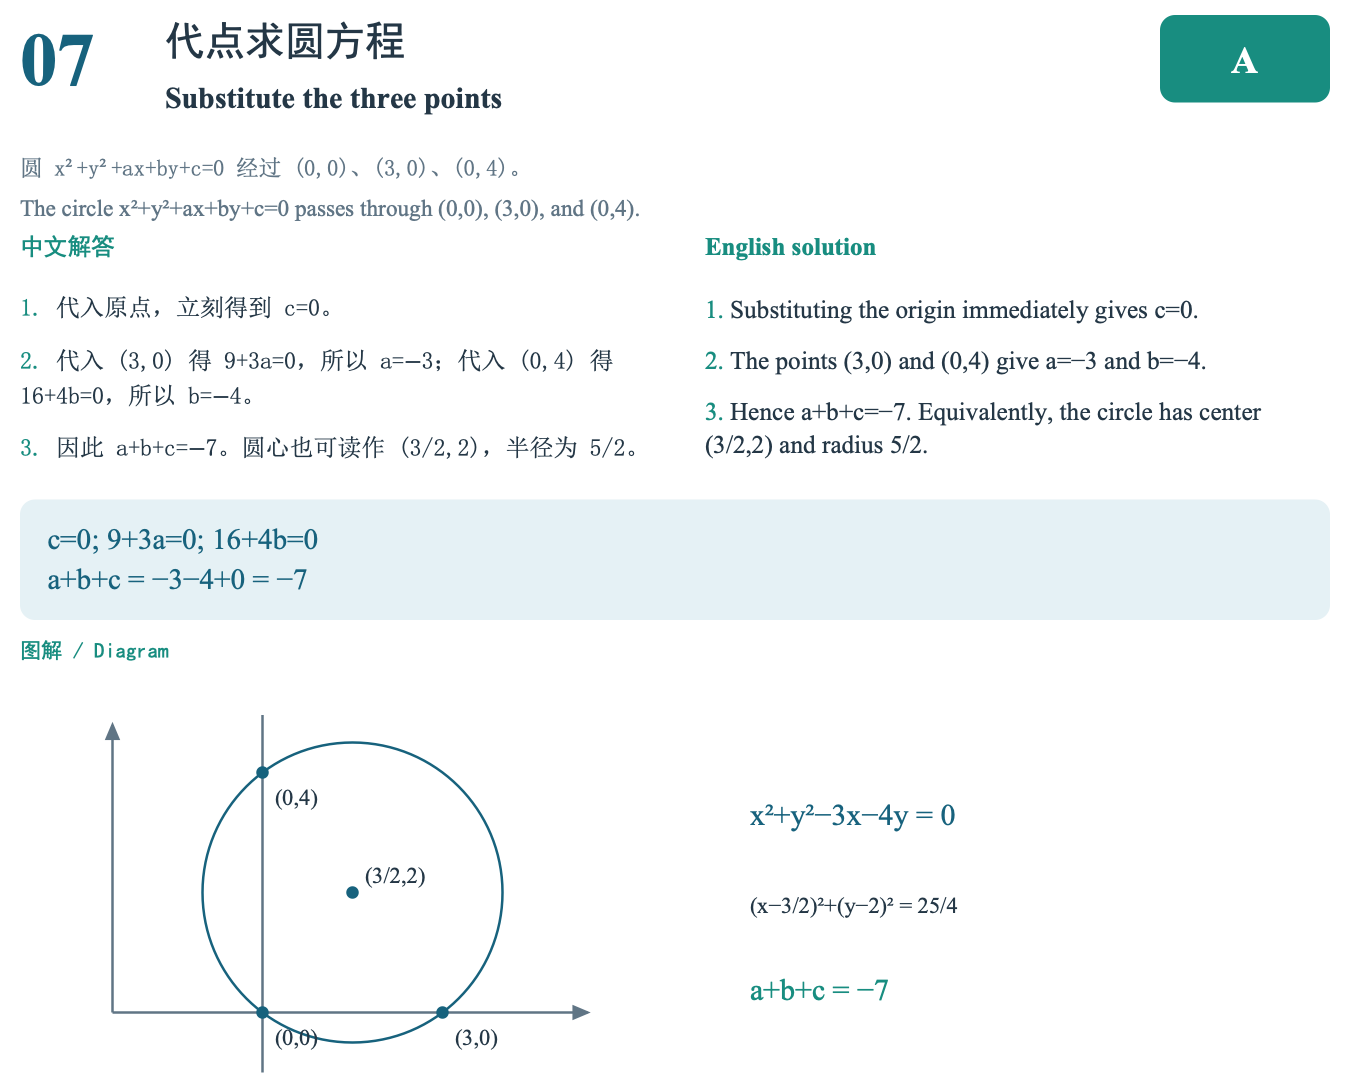 07
代点求圆方程
Substitute the three points
A
圆 x²+y²+ax+by+c=0 经过 (0,0)、(3,0)、(0,4)。
The circle x²+y²+ax+by+c=0 passes through (0,0), (3,0), and (0,4).
中文解答
1. 代入原点，立刻得到 c=0。
2. 代入 (3,0) 得 9+3a=0，所以 a=−3；代入 (0,4) 得
16+4b=0，所以 b=−4。
3. 因此 a+b+c=−7。圆心也可读作 (3/2,2)，半径为 5/2。
English solution
1. Substituting the origin immediately gives c=0.
2. The points (3,0) and (0,4) give a=−3 and b=−4.
3. Hence a+b+c=−7. Equivalently, the circle has center
(3/2,2) and radius 5/2.
c=0; 9+3a=0; 16+4b=0
a+b+c = −3−4+0 = −7
图解 / Diagram
(0,4)
(3/2,2)
(0,0)
(3,0)
x²+y²−3x−4y = 0
(x−3/2)²+(y−2)² = 25/4
a+b+c = −7